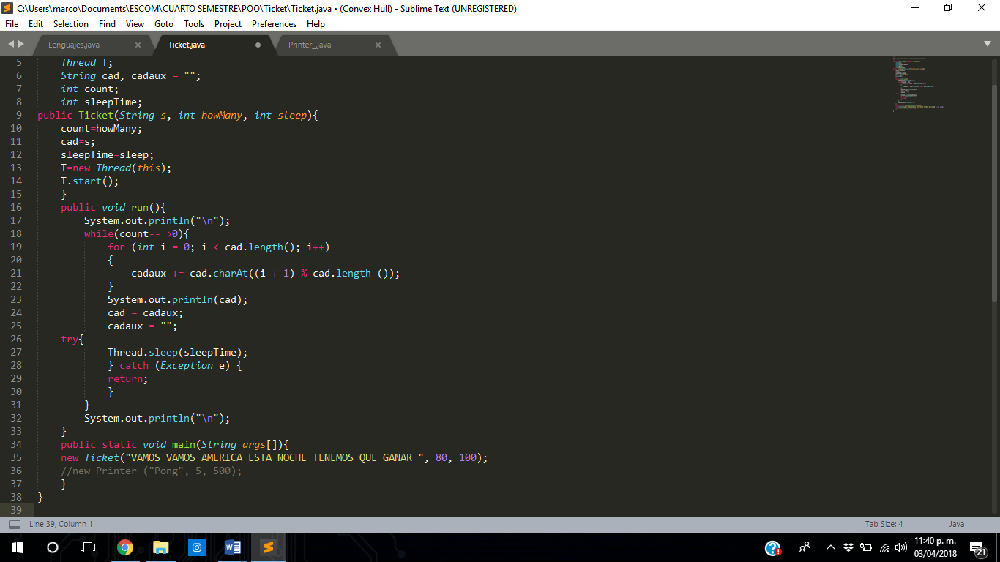 C:\Users\marco\Documents\ESCOM\CUARTO SEMESTRE\POO\Ticket\Ticket.java • (Convex Hull) - Sublime Text (UNREGISTERED)
File Edit Selection Find View Goto Tools Project Preferences Help
Lenguajes.java Ticket.java Printer_.java
5 Thread T;
6 String cad, cadaux = "";
7 int count;
8 int sleepTime;
9 public Ticket(String s, int howMany, int sleep){
10 count=howMany;
11 cad=s;
12 sleepTime=sleep;
13 T=new Thread(this);
14 T.start();
15 }
16 public void run(){
17 System.out.println("\n");
18 while(count-- >0){
19 for (int i = 0; i < cad.length(); i++)
20 {
21 cadaux += cad.charAt((i + 1) % cad.length ());
22 }
23 System.out.println(cad);
24 cad = cadaux;
25 cadaux = "";
26 try{
27 Thread.sleep(sleepTime);
28 } catch (Exception e) {
29 return;
30 }
31 }
32 System.out.println("\n");
33 }
34 public static void main(String args[]){
35 new Ticket("VAMOS VAMOS AMERICA ESTA NOCHE TENEMOS QUE GANAR ", 80, 100);
36 //new Printer_("Pong", 5, 500);
37 }
38 }
39
Line 39, Column 1 Tab Size: 4 Java
11:40 p. m.
03/04/2018
21